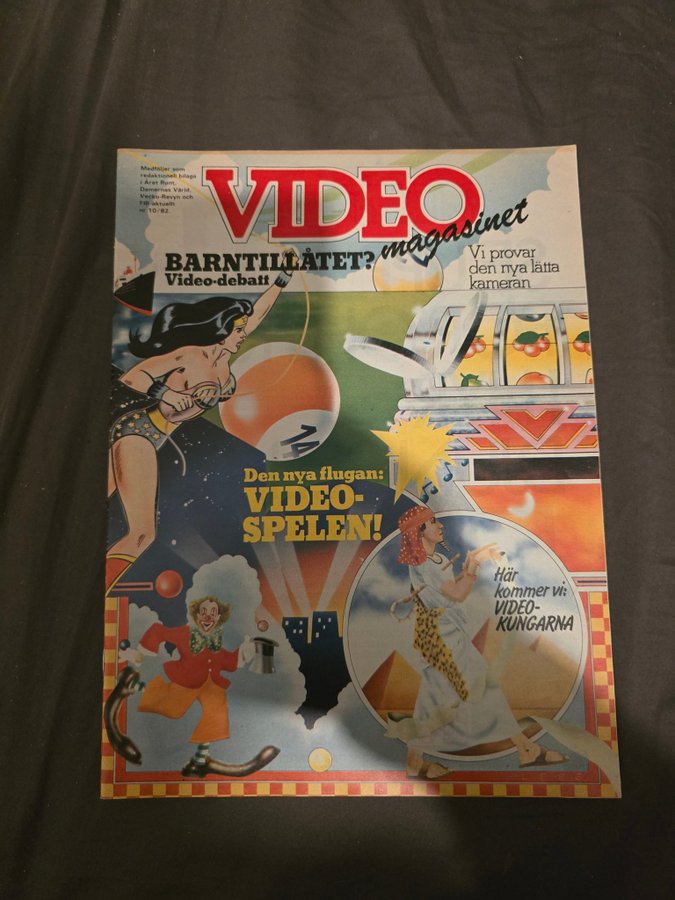 Medföljer som
redaktionell bilaga
i Året Runt,
Damernas Värld,
Vecko-Revyn och
FIB-aktuellt
nr 10/82.
VIDEO
magasinet
BARNTILLÅTET?
Video-debatt
Vi provar
den nya lätta
kameran
14
Den nya flugan:
VIDEO-
SPELEN!
Här
kommer vi:
VIDEO-
KUNGARNA